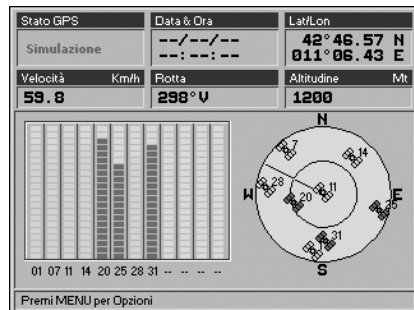 Stato GPS Data & Ora Lat/Lon
Simulazione --/--/-- 42°46.57 N
--:--:-- 011°06.43 E
Velocità Km/h Rotta Altitudine Mt
59.8 298°V 1200
N
7
14
28
11
W E
20
25
31
S
01 07 11 14 20 25 28 31 -- -- -- --
Premi MENU per Opzioni